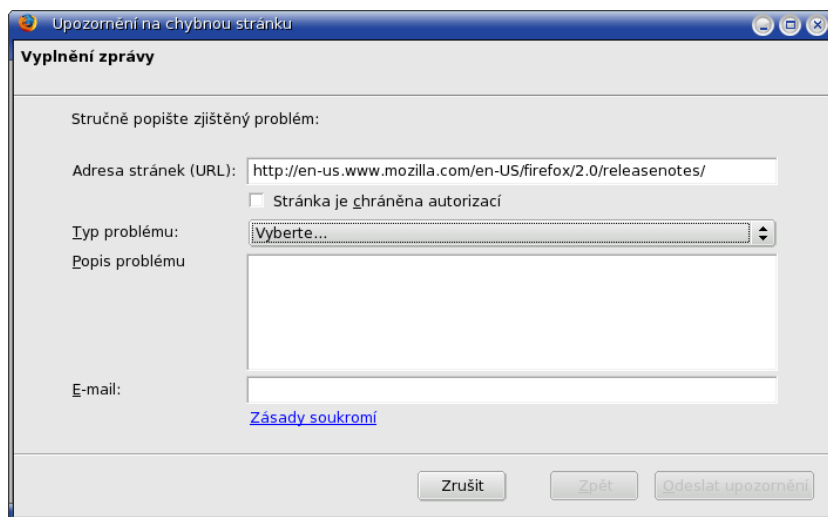 Upozornění na chybnou stránku
Vyplnění zprávy
Stručně popište zjištěný problém:
Adresa stránek (URL): http://en-us.www.mozilla.com/en-US/firefox/2.0/releasenotes/
Stránka je chráněna autorizací
Typ problému: Vyberte...
Popis problému
E-mail:
Zásady soukromí
Zrušit Zpět Odeslat upozornění